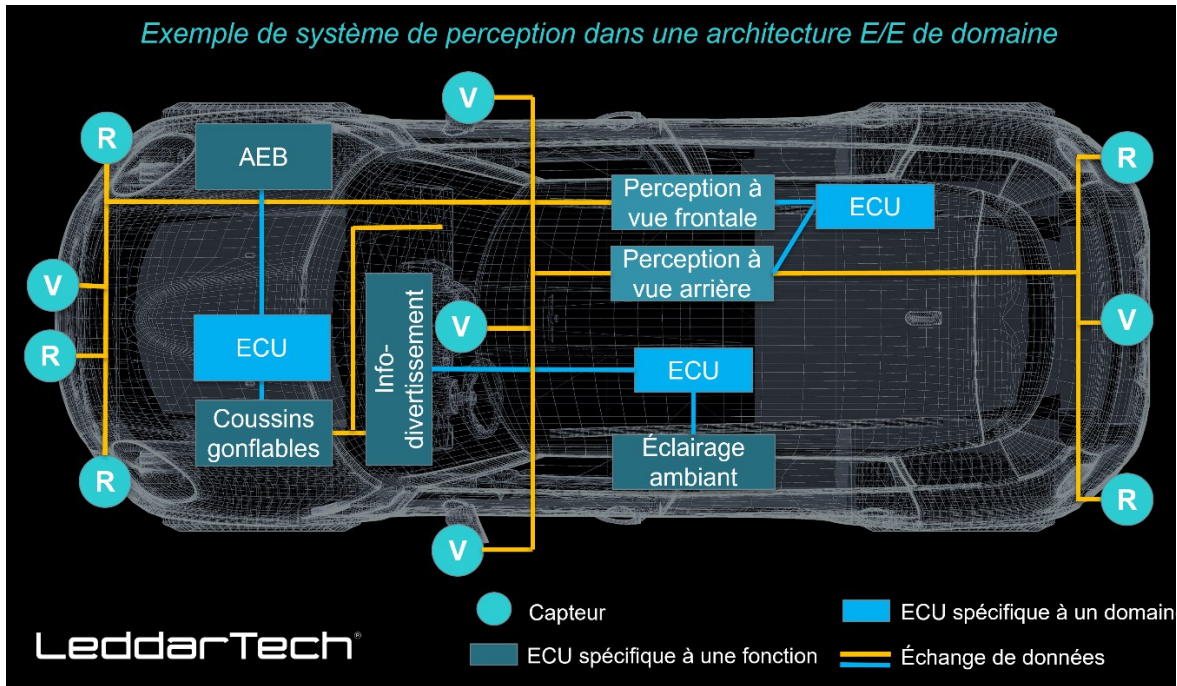 Exemple de système de perception dans une architecture E/E de domaine
V
R
AEB
R
Perception à
vue frontale
ECU
Perception à
vue arrière
V
V
V
R
ECU
Info-
divertissement
ECU
Coussins
gonflables
Éclairage
ambiant
R
R
V
Capteur
ECU spécifique à un domaine
LeddarTech®
ECU spécifique à une fonction
Échange de données